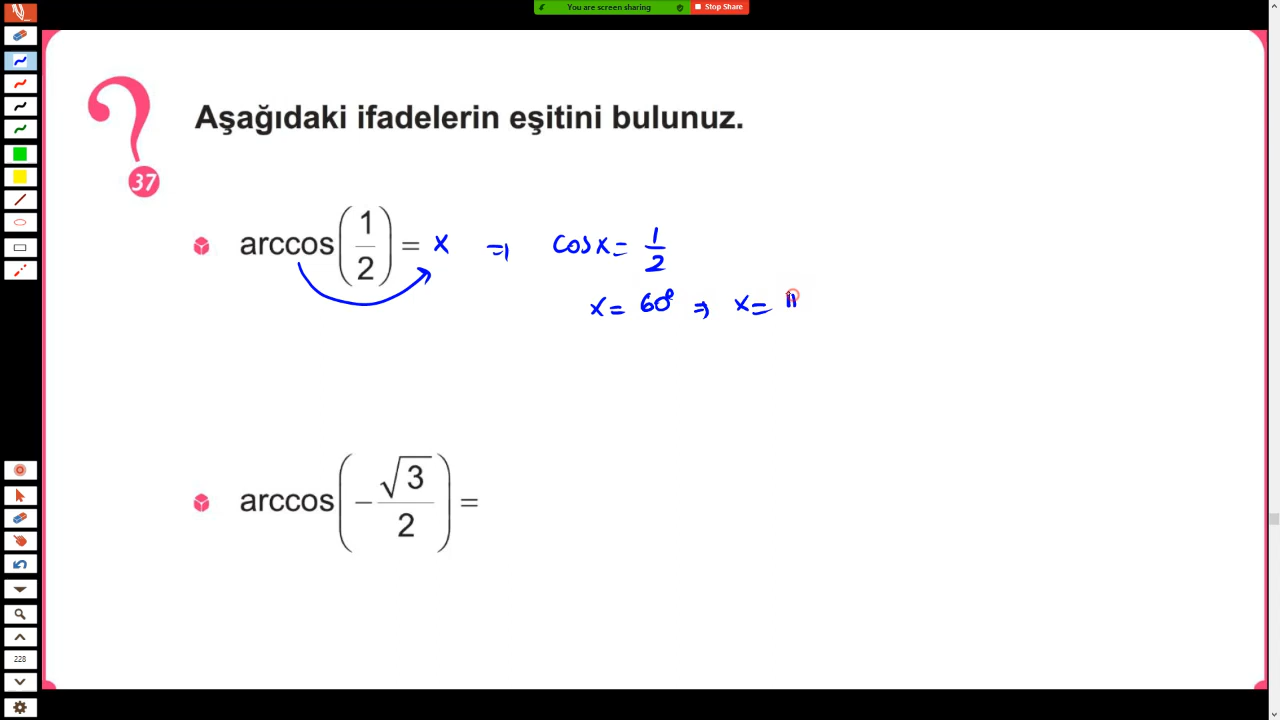 You are screen sharing Stop Share
?
37
Aşağıdaki ifadelerin eşitini bulunuz.
arccos(1/2) = x ⇒ cosx = 1/2
x = 60° ⇒ x =
arccos(-√3/2) =
228